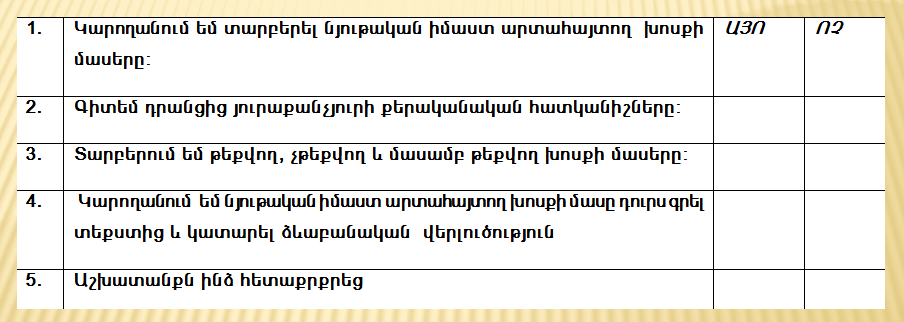 1. Կարողանում եմ տարբերել նյութական իմաստ արտահայտող խոսքի ԱՅՈ ՈՉ
մասերը:
2. Գիտեմ դրանցից յուրաքանչյուրի քերականական հատկանիշները:
3. Տարբերում եմ թեքվող, չթեքվող և մասամբ թեքվող խոսքի մասերը:
4. Կարողանում եմ նյութական իմաստ արտահայտող խոսքի մասը դուրս գրել
տեքստից և կատարել ձևաբանական վերլուծություն
5. Աշխատանքն ինձ հետաքրքրեց